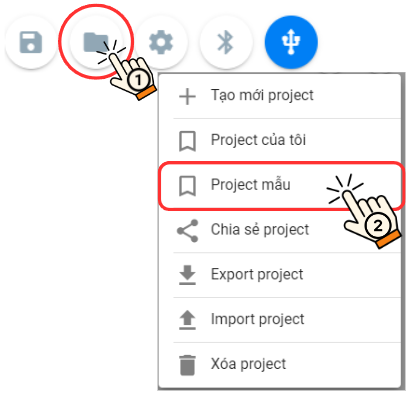 1
Tạo mới project
Project của tôi
Project mẫu
2
Chia sẻ project
Export project
Import project
Xóa project